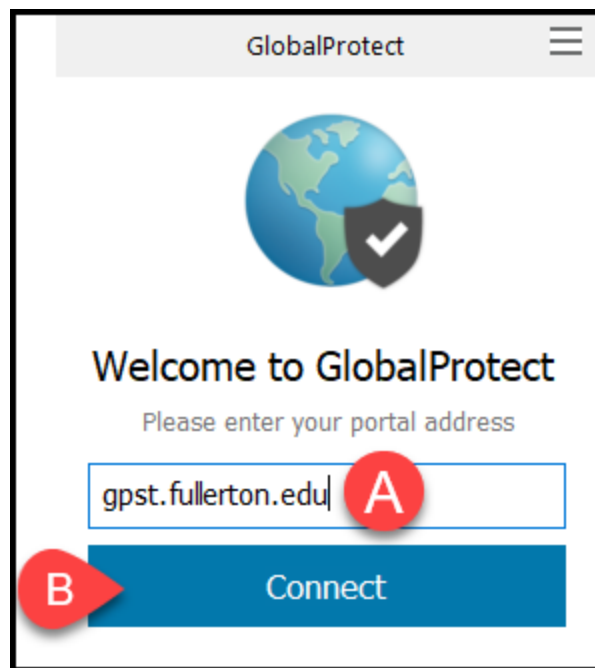 GlobalProtect
Welcome to GlobalProtect
Please enter your portal address
gpst.fullerton.edu A
B Connect